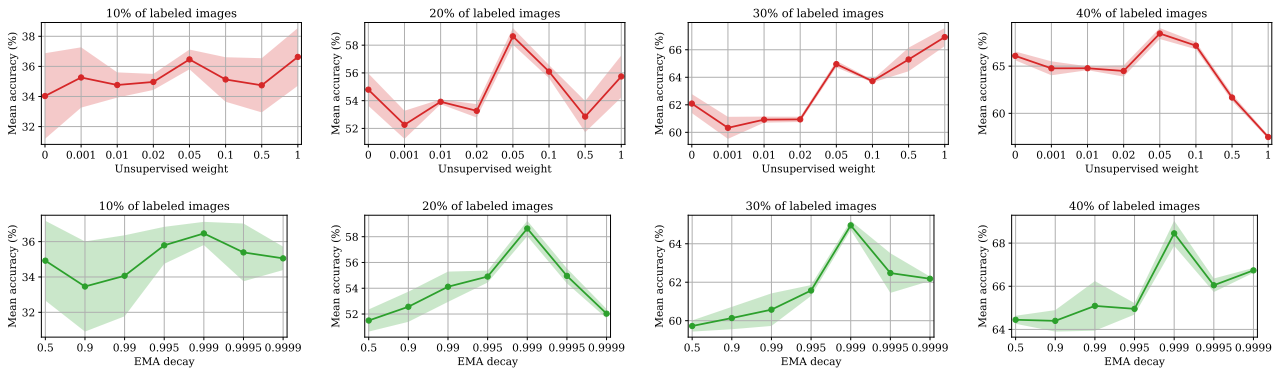 10% of labeled images
Mean accuracy (%)
38
36
34
32
0 0.001 0.01 0.02 0.05 0.1 0.5 1
Unsupervised weight
20% of labeled images
Mean accuracy (%)
58
56
54
52
0 0.001 0.01 0.02 0.05 0.1 0.5 1
Unsupervised weight
30% of labeled images
Mean accuracy (%)
66
64
62
60
0 0.001 0.01 0.02 0.05 0.1 0.5 1
Unsupervised weight
40% of labeled images
Mean accuracy (%)
65
60
0 0.001 0.01 0.02 0.05 0.1 0.5 1
Unsupervised weight
10% of labeled images
Mean accuracy (%)
36
34
32
0.5 0.9 0.99 0.995 0.999 0.9995 0.9999
EMA decay
20% of labeled images
Mean accuracy (%)
58
56
54
52
0.5 0.9 0.99 0.995 0.999 0.9995 0.9999
EMA decay
30% of labeled images
Mean accuracy (%)
64
62
60
0.5 0.9 0.99 0.995 0.999 0.9995 0.9999
EMA decay
40% of labeled images
Mean accuracy (%)
68
66
64
0.5 0.9 0.99 0.995 0.999 0.9995 0.9999
EMA decay